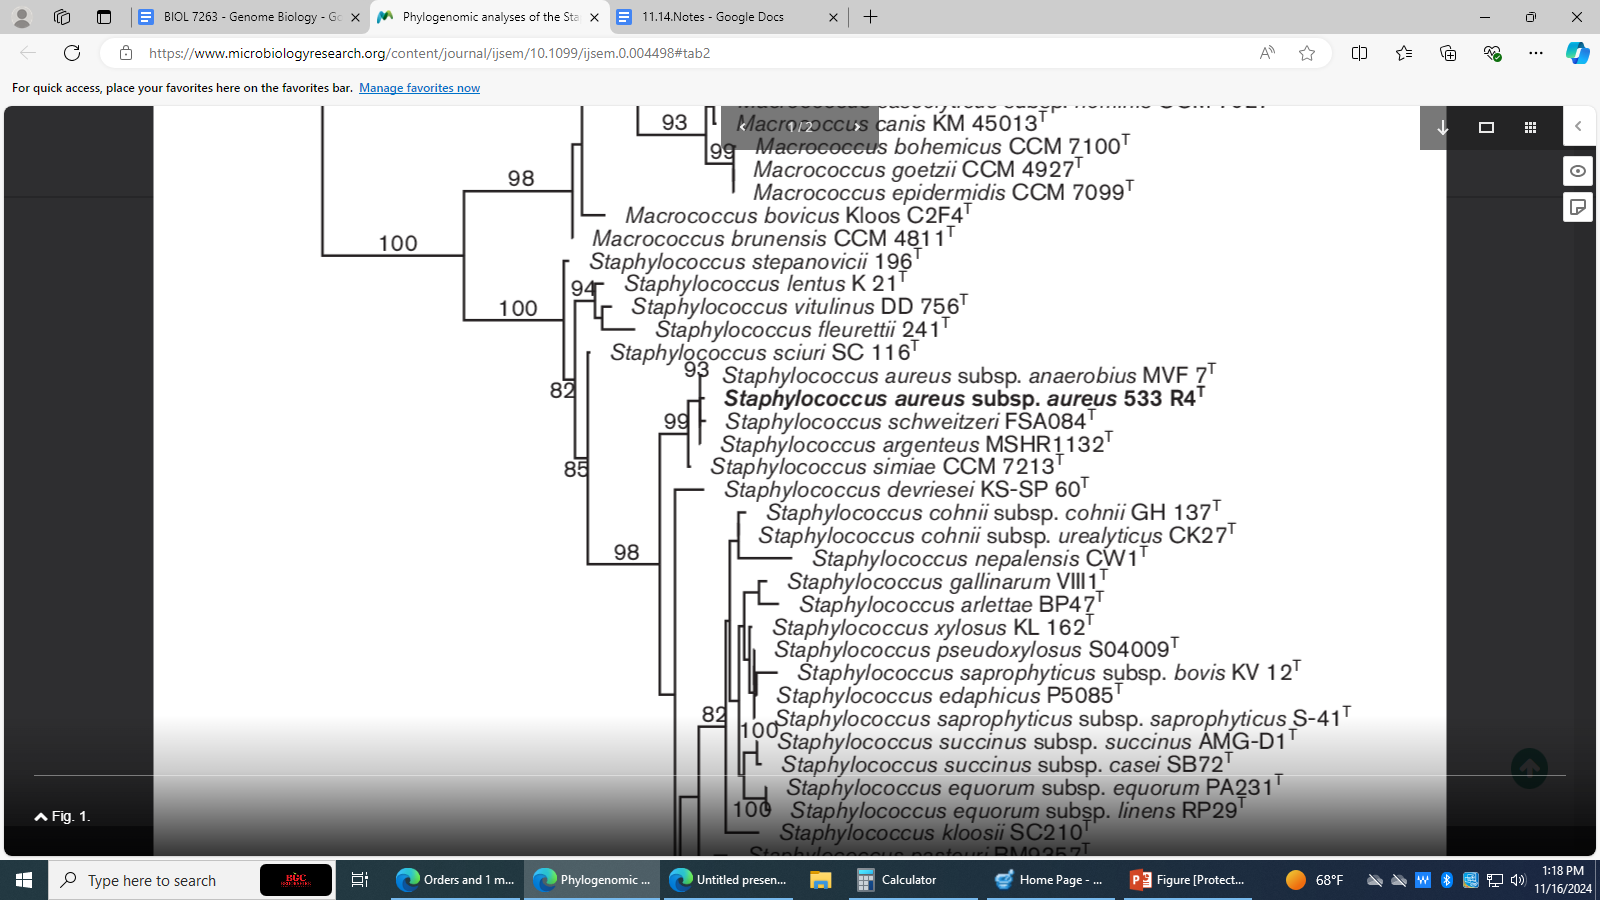 BIOL 7263 - Genome Biology - Go
Phylogenomic analyses of the Sta
11.14.Notes - Google Docs
https://www.microbiologyresearch.org/content/journal/ijsem/10.1099/ijsem.0.004498#tab2
For quick access, place your favorites here on the favorites bar. Manage favorites now
1 / 2
93 Macrococcus canis KM 45013T
99 Macrococcus bohemicus CCM 7100T
Macrococcus goetzii CCM 4927T
98 Macrococcus epidermidis CCM 7099T
Macrococcus bovicus Kloos C2F4T
100 Macrococcus brunensis CCM 4811T
Staphylococcus stepanovicii 196T
94 Staphylococcus lentus K 21T
100 Staphylococcus vitulinus DD 756T
Staphylococcus fleurettii 241T
Staphylococcus sciuri SC 116T
93 Staphylococcus aureus subsp. anaerobius MVF 7T
82 Staphylococcus aureus subsp. aureus 533 R4T
99 Staphylococcus schweitzeri FSA084T
Staphylococcus argenteus MSHR1132T
85 Staphylococcus simiae CCM 7213T
Staphylococcus devriesei KS-SP 60T
Staphylococcus cohnii subsp. cohnii GH 137T
Staphylococcus cohnii subsp. urealyticus CK27T
98 Staphylococcus nepalensis CW1T
Staphylococcus gallinarum VIII1T
Staphylococcus arlettae BP47T
Staphylococcus xylosus KL 162T
Staphylococcus pseudoxylosus S04009T
Staphylococcus saprophyticus subsp. bovis KV 12T
Staphylococcus edaphicus P5085T
82 Staphylococcus saprophyticus subsp. saprophyticus S-41T
100 Staphylococcus succinus subsp. succinus AMG-D1T
Staphylococcus succinus subsp. casei SB72T
Staphylococcus equorum subsp. equorum PA231T
100 Staphylococcus equorum subsp. linens RP29T
Fig. 1.
Staphylococcus kloosii SC210T
Type here to search
Orders and 1 m...
Phylogenomic ...
Untitled presen...
Calculator
Home Page - ...
Figure [Protect...
68°F
1:18 PM
11/16/2024